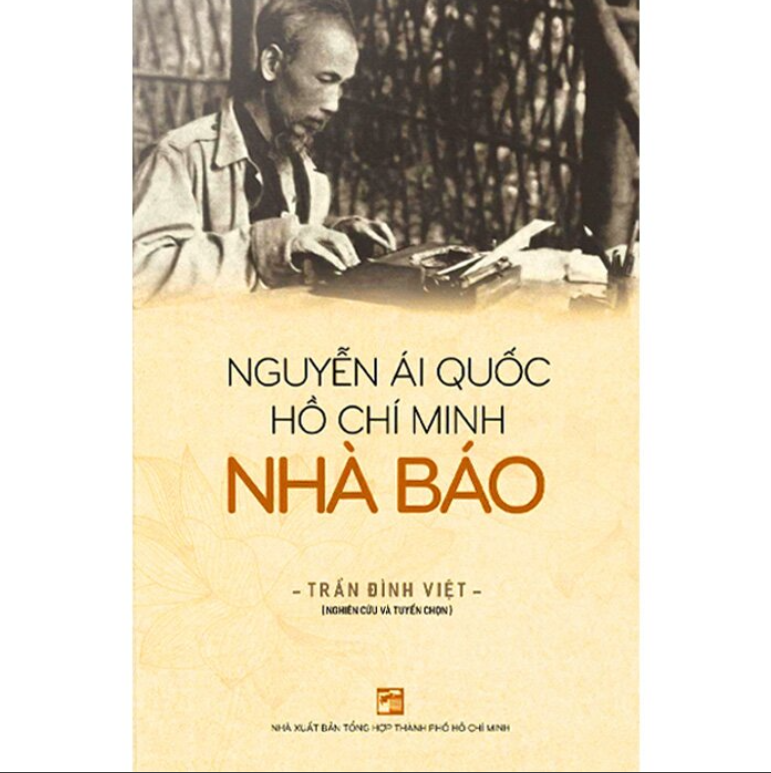 NGUYỄN ÁI QUỐC
HỒ CHÍ MINH
NHÀ BÁO
- TRẦN ĐÌNH VIỆT -
(NGHIÊN CỨU VÀ TUYỂN CHỌN)
NHÀ XUẤT BẢN TỔNG HỢP THÀNH PHỐ HỒ CHÍ MINH